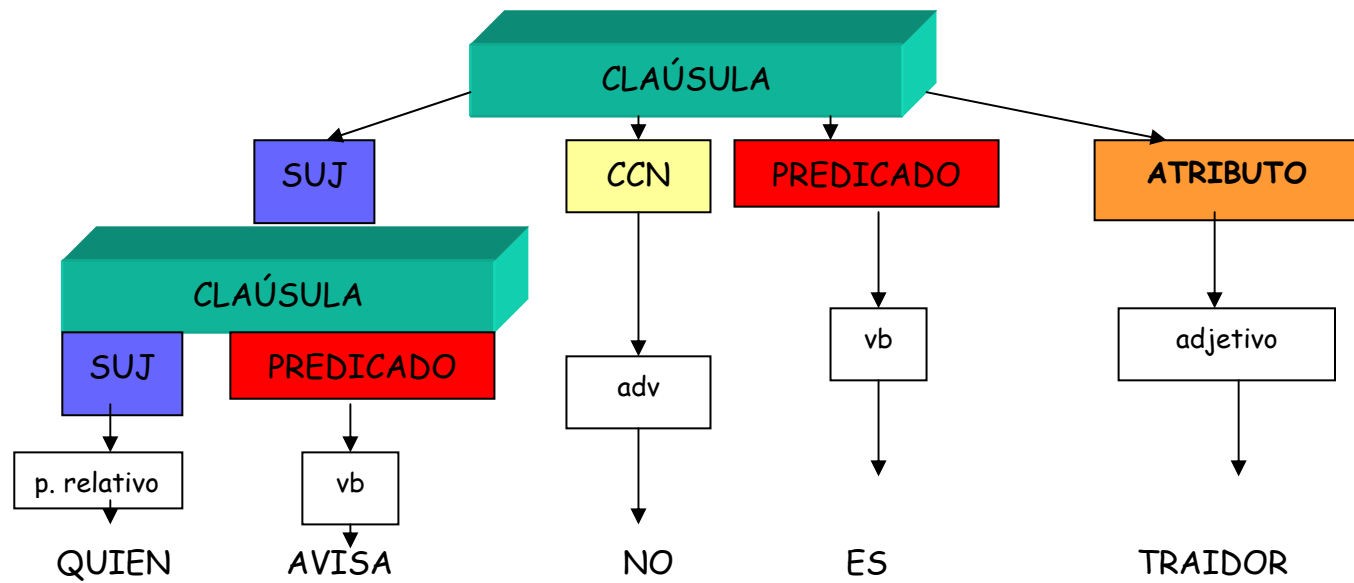 CLAÚSULA
SUJ CCN PREDICADO ATRIBUTO
CLAÚSULA
SUJ PREDICADO
vb adjetivo
adv
p. relativo vb
QUIEN AVISA NO ES TRAIDOR